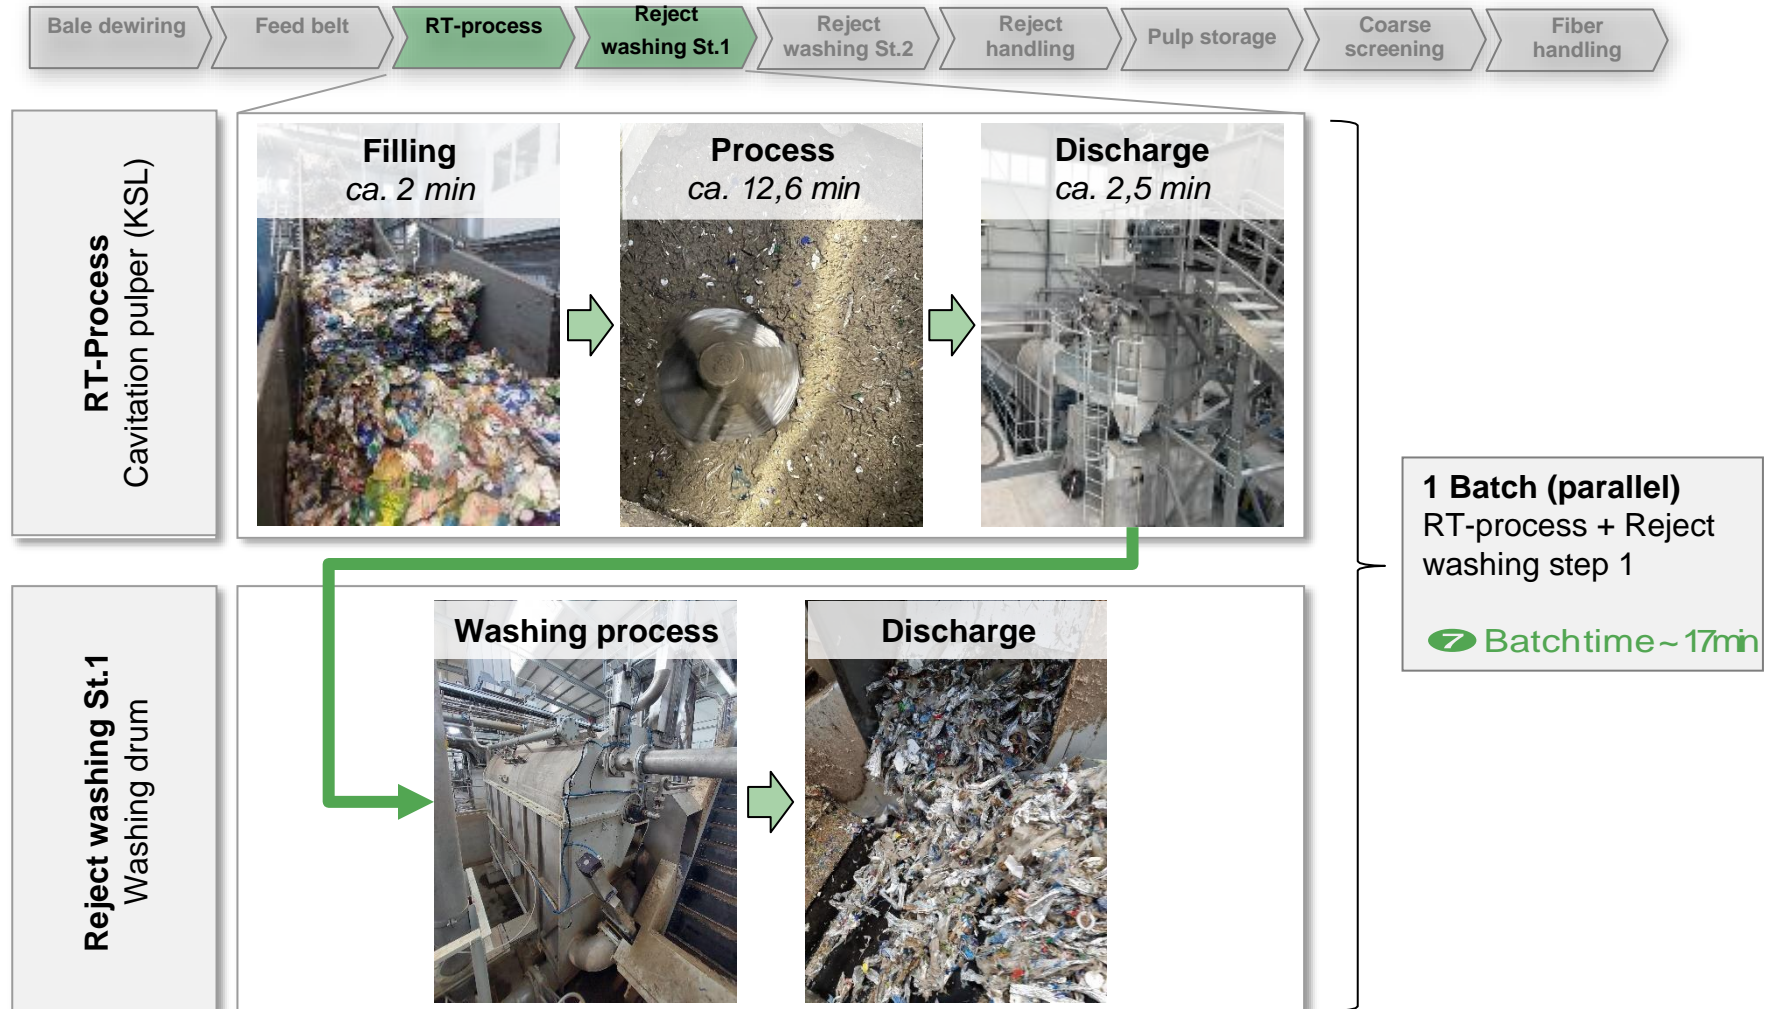 Bale dewiring
Feed belt
RT-process
Reject
washing St.1
Reject
washing St.2
Reject
handling
Pulp storage
Coarse
screening
Fiber
handling
RT-Process
Cavitation pulper (KSL)
Filling
ca. 2 min
Process
ca. 12,6 min
Discharge
ca. 2,5 min
1 Batch (parallel)
RT-process + Reject
washing step 1
7 Batchtime ~ 17min
Reject washing St.1
Washing drum
Washing process
Discharge